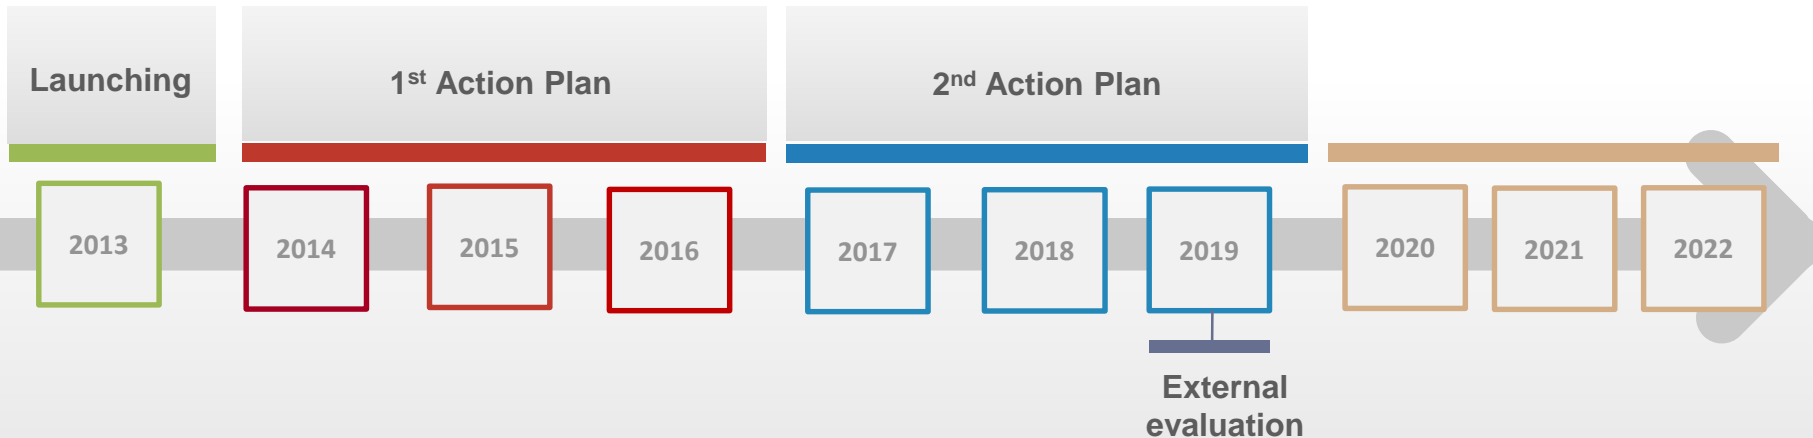 Launching
1st Action Plan
2nd Action Plan
2013
2014
2015
2016
2017
2018
2019
2020
2021
2022
External
evaluation